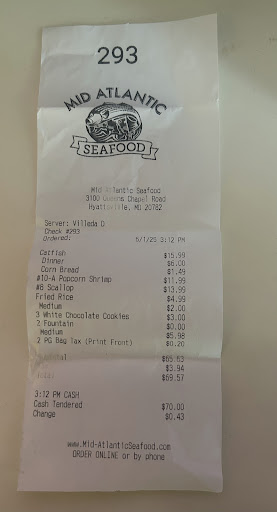 293
MID ATLANTIC
SEAFOOD
Mid Atlantic Seafood
3100 Queens Chapel Road
Hyattsville, MD 20782
Server: Villeda O
Check #293
Ordered: 5/1/25 3:12 PM
Catfish $15.99
Dinner $6.00
Corn Bread $1.49
#10-A Popcorn Shrimp $11.99
#8 Scallop $13.99
Fried Rice $4.99
Medium $2.00
3 White Chocolate Cookies $3.00
2 Fountain $0.00
Medium $5.98
2 PG Bag Tax (Print Front) $0.20
$65.63
$3.94
$69.57
3:12 PM CASH
Cash Tendered $70.00
Change $0.43
www.Mid-AtlanticSeafood.com
ORDER ONLINE or by phone